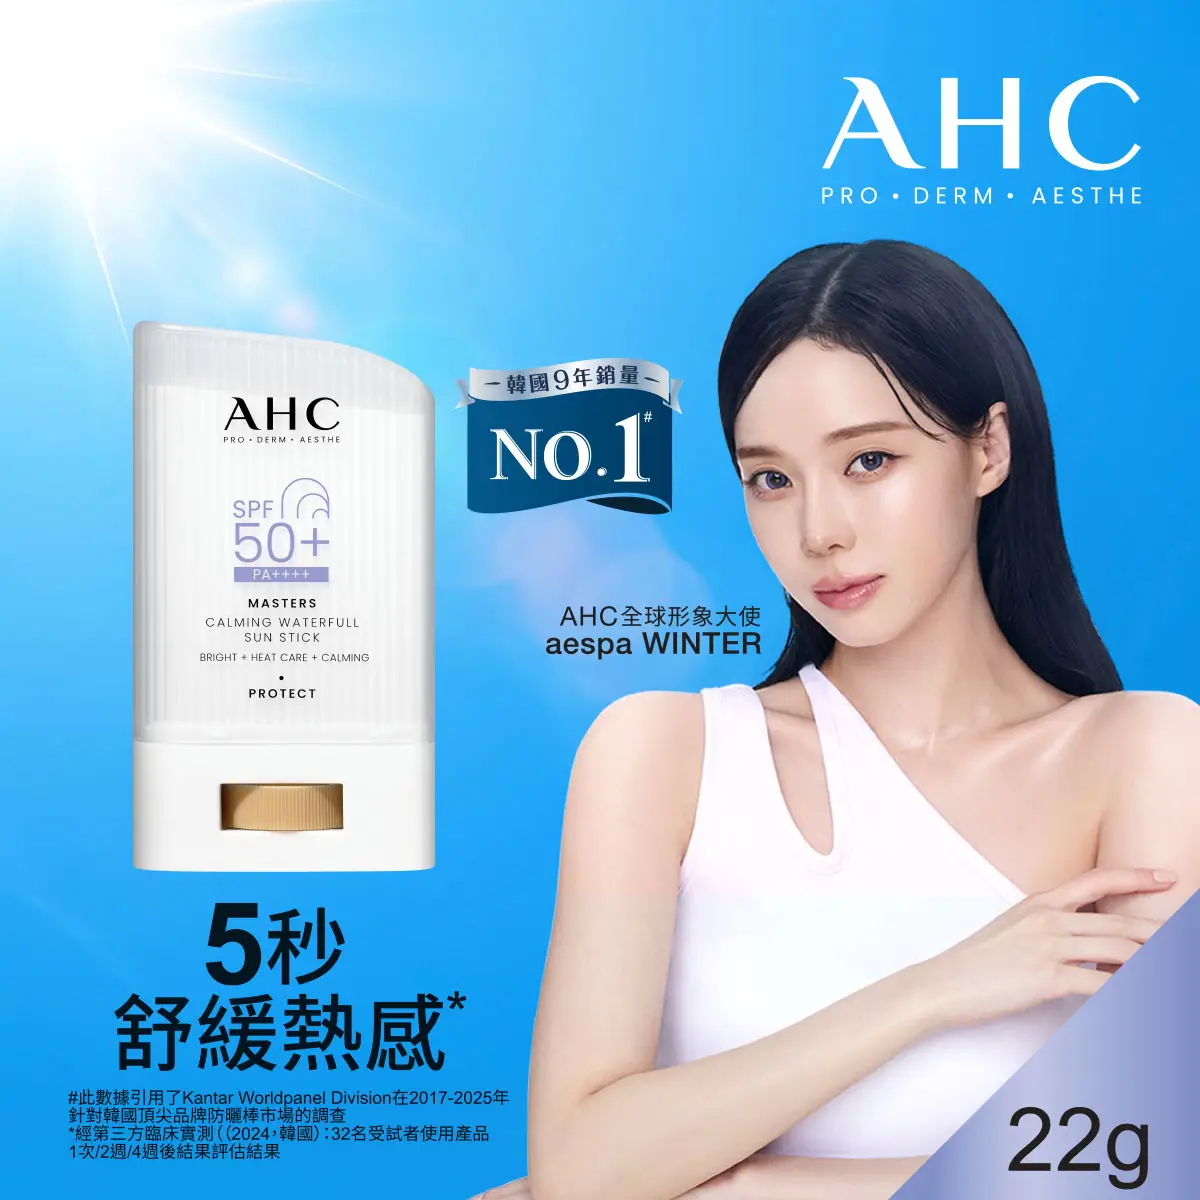 AHC
PRO • DERM • AESTHE
AHC
PRO • DERM • AESTHE
SPF
50+
PA++++
MASTERS
CALMING WATERFULL
SUN STICK
BRIGHT + HEAT CARE + CALMING
•
PROTECT
韓國9年銷量
NO.1#
AHC全球形象大使
aespa WINTER
5秒
舒緩熱感*
#此數據引用了Kantar Worldpanel Division在2017-2025年
針對韓國頂尖品牌防曬棒市場的調查
*經第三方臨床實測((2024,韓國):32名受試者使用產品
1次/2週/4週後結果評估結果
22g